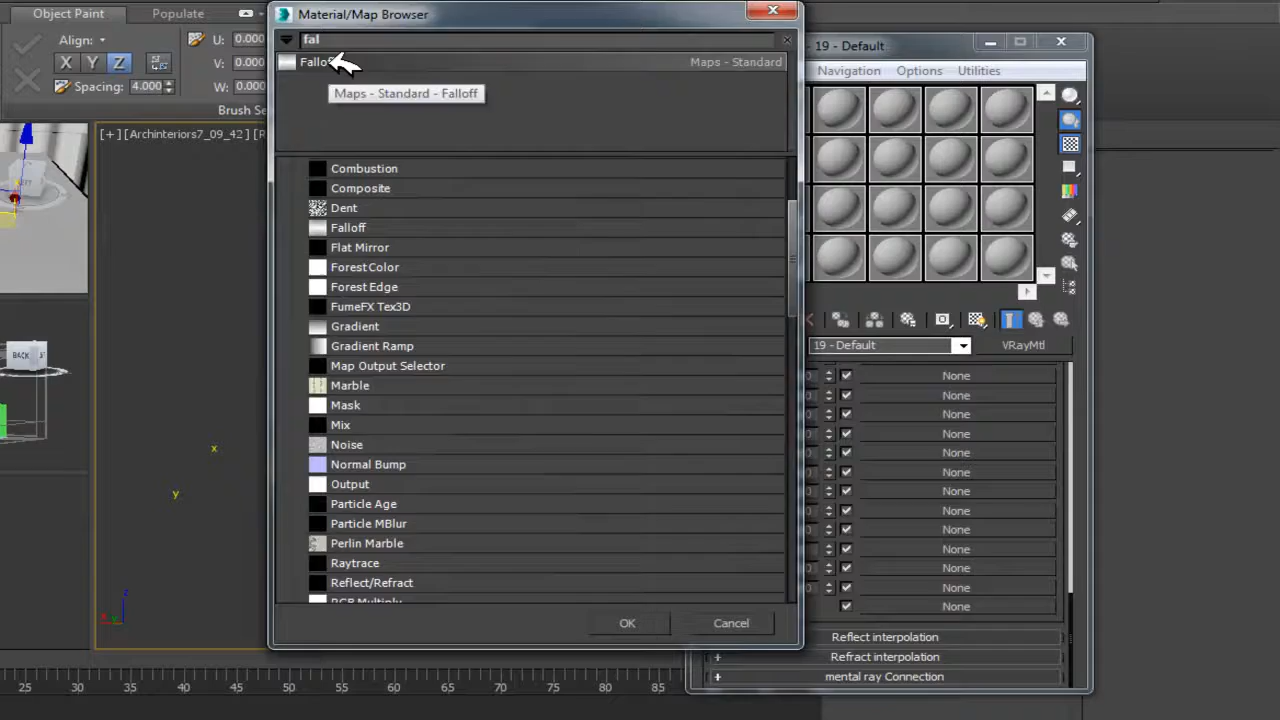 Object Paint
Populate
Align:
U: 0.000
X Y Z
V: 0.000
Spacing: 4.000
W: 0.000
Brush Se
[+] [Archinteriors7_09_42] [R
BACK
x
y
25 30 35 40 45 50 55 60 65 70 75 80 85
Material/Map Browser
fal
Maps - Standard
Maps - Standard - Falloff
Combustion
Composite
Dent
Falloff
Flat Mirror
Forest Color
Forest Edge
FumeFX Tex3D
Gradient
Gradient Ramp
Map Output Selector
Marble
Mask
Mix
Noise
Normal Bump
Output
Particle Age
Particle MBlur
Perlin Marble
Raytrace
Reflect/Refract
RGB Multiply
OK
Cancel
19 - Default
Navigation Options Utilities
19 - Default
VRayMtl
None
None
None
None
None
None
None
None
None
None
None
None
None
Reflect interpolation
+ Refract interpolation
+ mental ray Connection